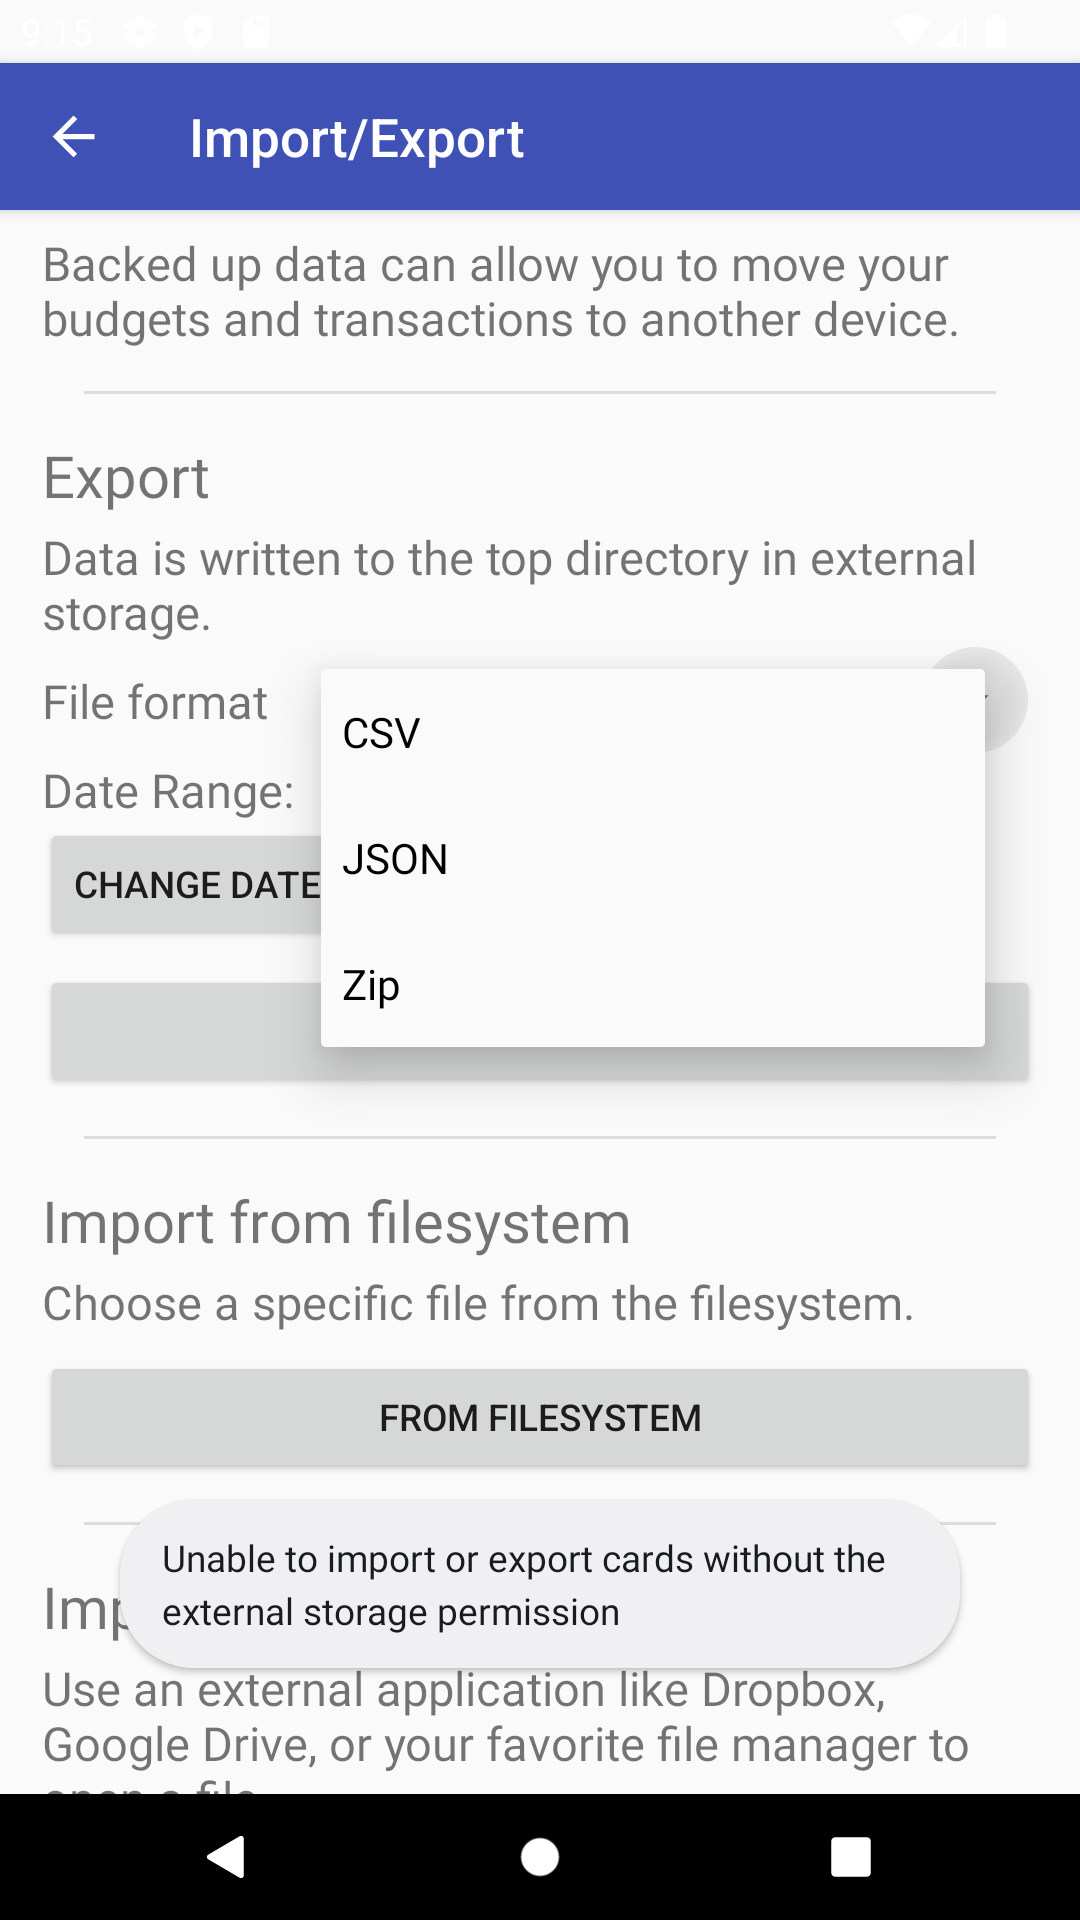 9:15
Import/Export
Backed up data can allow you to move your
budgets and transactions to another device.
Export
Data is written to the top directory in external
storage.
File format
CSV
Date Range:
JSON
CHANGE DATE
Zip
Import from filesystem
Choose a specific file from the filesystem.
FROM FILESYSTEM
Unable to import or export cards without the
external storage permission
Use an external application like Dropbox,
Google Drive, or your favorite file manager to
open a file